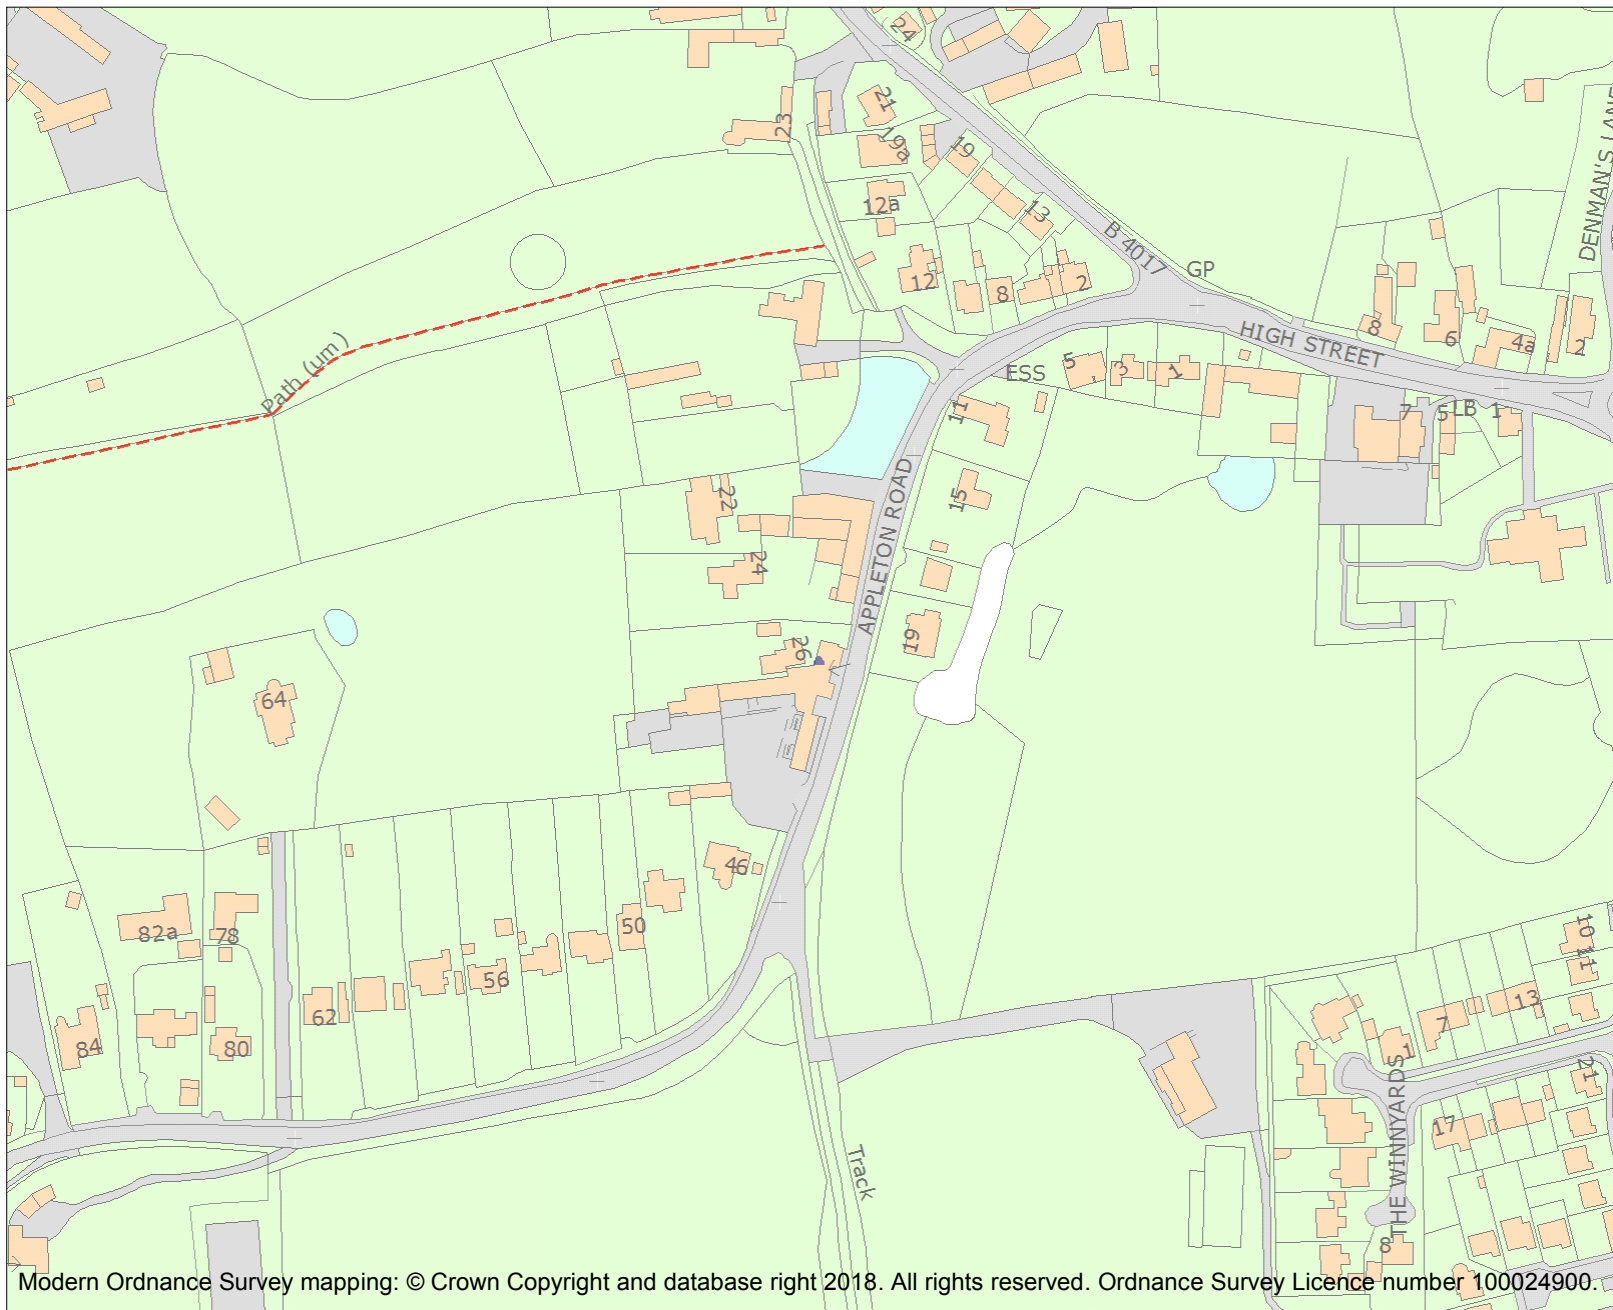 24
21
23
19a
19
12a
13
B 4017
GP
DENMAN'S LANE
12
8
2
HIGH STREET
8
6
4a
2
Path (um)
ESS
5
3
1
11
7
5
LB
1
22
15
APPLETON ROAD
24
26
19
64
46
82a
78
50
56
62
84
80
10
11
13
7
1
21
THE WINNYARDS
17
Track
8
Modern Ordnance Survey mapping: © Crown Copyright and database right 2018. All rights reserved. Ordnance Survey Licence number 100024900.